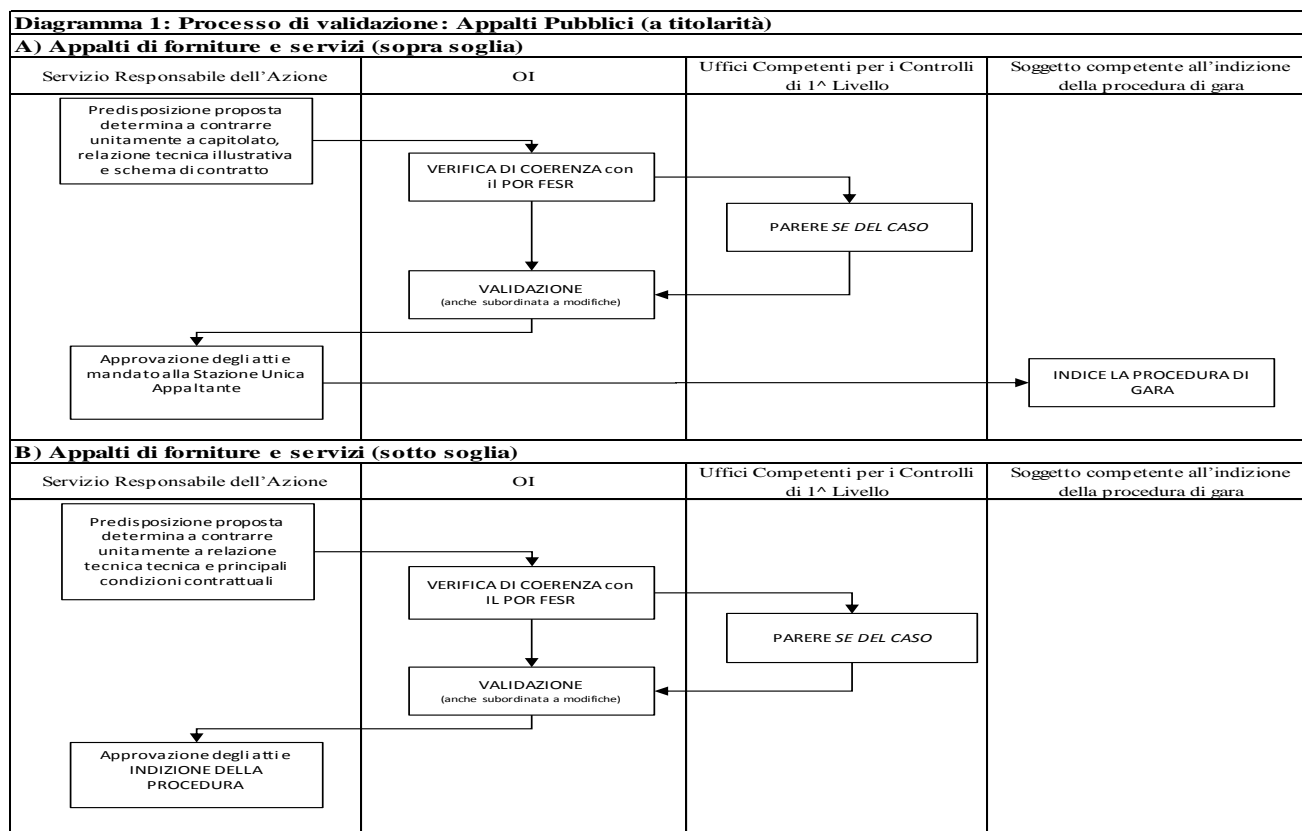 Diagramma 1: Processo di validazione: Appalti Pubblici (a titolarità)
A) Appalti di forniture e servizi (sopra soglia)
Servizio Responsabile dell'Azione
OI
Uffici Competenti per i Controlli
di 1^ Livello
Soggetto competente all'indizione
della procedura di gara
Predisposizione proposta
determina a contrarre
unitamente a capitolato,
relazione tecnica illustrativa
e schema di contratto
VERIFICA DI COERENZA con
il POR FESR
PARERE SE DEL CASO
VALIDAZIONE
(anche subordinata a modifiche)
Approvazione degli atti e
mandato alla Stazione Unica
Appaltante
INDICE LA PROCEDURA DI
GARA
B) Appalti di forniture e servizi (sotto soglia)
Servizio Responsabile dell'Azione
OI
Uffici Competenti per i Controlli
di 1^ Livello
Soggetto competente all'indizione
della procedura di gara
Predisposizione proposta
determina a contrarre
unitamente a relazione
tecnica tecnica e principali
condizioni contrattuali
VERIFICA DI COERENZA con
IL POR FESR
PARERE SE DEL CASO
VALIDAZIONE
(anche subordinata a modifiche)
Approvazione degli atti e
INDIZIONE DELLA
PROCEDURA